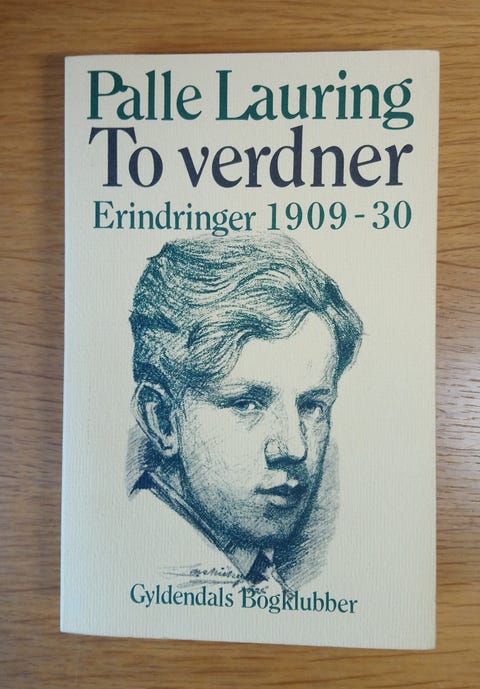 Palle Lauring
To verdner
Erindringer 1909-30
Gyldendals Bogklubber